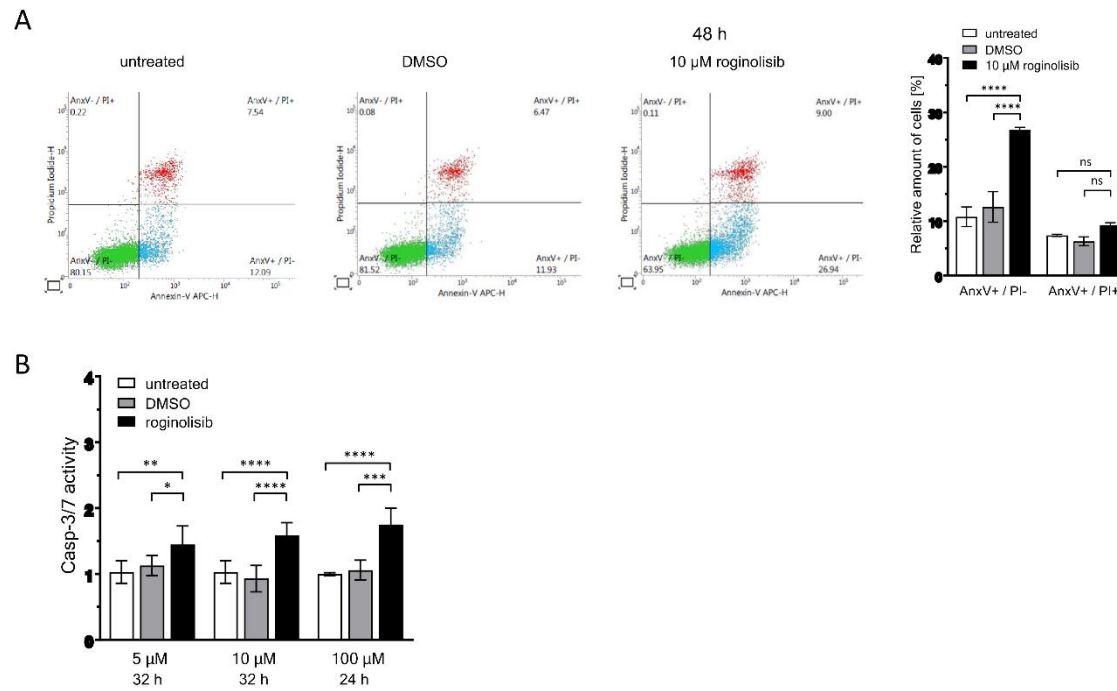 A
48 h
untreated
DMSO
10 µM roginolisib
AnxV- / PI+
0.22
AnxV+ / PI+
7.54
AnxV- / PI-
80.15
AnxV+ / PI-
12.09
Propidium Iodide-H
Annexin-V APC-H
AnxV- / PI+
0.08
AnxV+ / PI+
6.47
AnxV- / PI-
81.52
AnxV+ / PI-
11.93
Propidium Iodide-H
Annexin-V APC-H
AnxV- / PI+
0.11
AnxV+ / PI+
9.00
AnxV- / PI-
63.95
AnxV+ / PI-
26.94
Propidium Iodide-H
Annexin-V APC-H
untreated
DMSO
10 µM roginolisib
Relative amount of cells [%]
40
30
20
10
0
****
****
ns
ns
AnxV+ / PI-
AnxV+ / PI+
B
untreated
DMSO
roginolisib
Casp-3/7 activity
4
3
2
1
0
**
*
****
****
****
***
5 µM
10 µM
100 µM
32 h
32 h
24 h